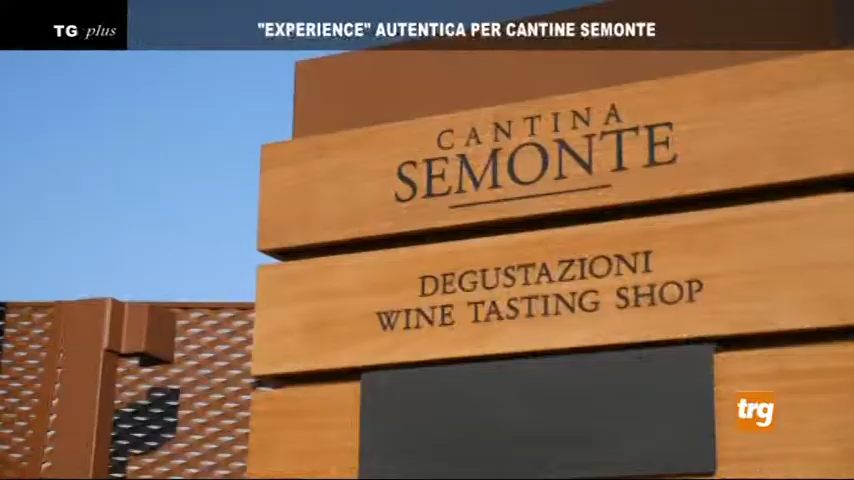 TG plus
"EXPERIENCE" AUTENTICA PER CANTINE SEMONTE
CANTINA
SEMONTE
DEGUSTAZIONI
WINE TASTING & SHOP
trg